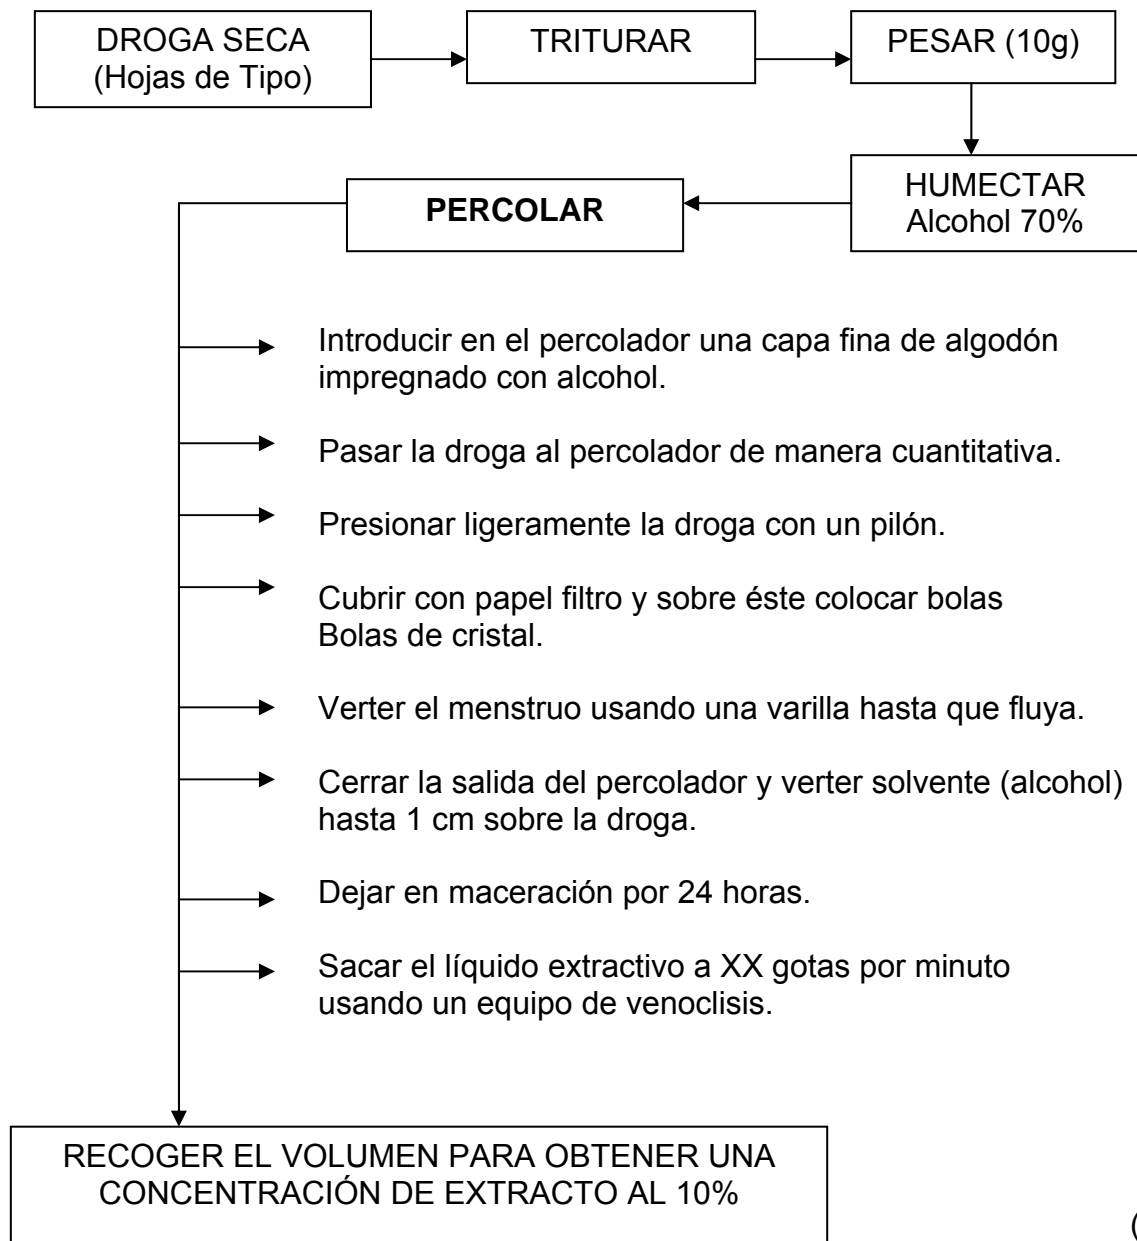 DROGA SECA
(Hojas de Tipo)
TRITURAR
PESAR (10g)
HUMECTAR
Alcohol 70%
PERCOLAR
Introducir en el percolador una capa fina de algodón
impregnado con alcohol.
Pasar la droga al percolador de manera cuantitativa.
Presionar ligeramente la droga con un pilón.
Cubrir con papel filtro y sobre éste colocar bolas
Bolas de cristal.
Verter el menstruo usando una varilla hasta que fluya.
Cerrar la salida del percolador y verter solvente (alcohol)
hasta 1 cm sobre la droga.
Dejar en maceración por 24 horas.
Sacar el líquido extractivo a XX gotas por minuto
usando un equipo de venoclisis.
RECOGER EL VOLUMEN PARA OBTENER UNA
CONCENTRACIÓN DE EXTRACTO AL 10%
(